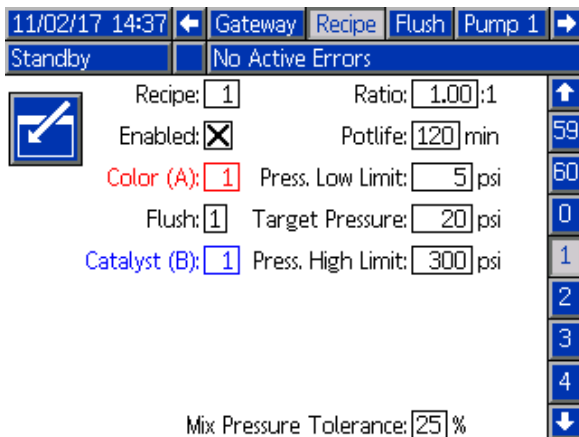 11/02/17 14:37 Gateway Recipe Flush Pump 1
Standby No Active Errors
Recipe: 1 Ratio: 1.00:1
Enabled: Potlife: 120 min
Color (A): 1 Press. Low Limit: 5 psi
Flush: 1 Target Pressure: 20 psi
Catalyst (B): 1 Press. High Limit: 300 psi
Mix Pressure Tolerance: 25 %
59
60
0
1
2
3
4